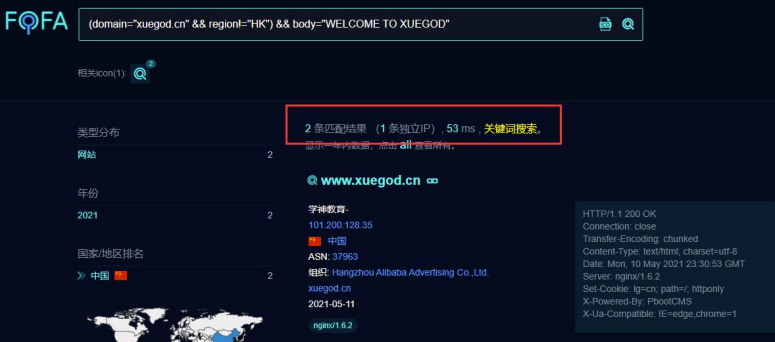 FOFA
(domain="xuegod.cn" && region!="HK") && body="WELCOME TO XUEGOD"
相关icon(1): 2
类型分布
网站 2
年份
2021 2
国家/地区排名
中国 2
2 条匹配结果 （1 条独立IP）, 53 ms , 关键词搜索。
显示一年内数据，点击 all 查看所有。
www.xuegod.cn
学神教育-
101.200.128.35
中国
ASN: 37963
组织: Hangzhou Alibaba Advertising Co.,Ltd.
xuegod.cn
2021-05-11
nginx/1.6.2
HTTP/1.1 200 OK
Connection: close
Transfer-Encoding: chunked
Content-Type: text/html; charset=utf-8
Date: Mon, 10 May 2021 23:30:53 GMT
Server: nginx/1.6.2
Set-Cookie: lg=cn; path=/; httponly
X-Powered-By: PbootCMS
X-Ua-Compatible: IE=edge,chrome=1